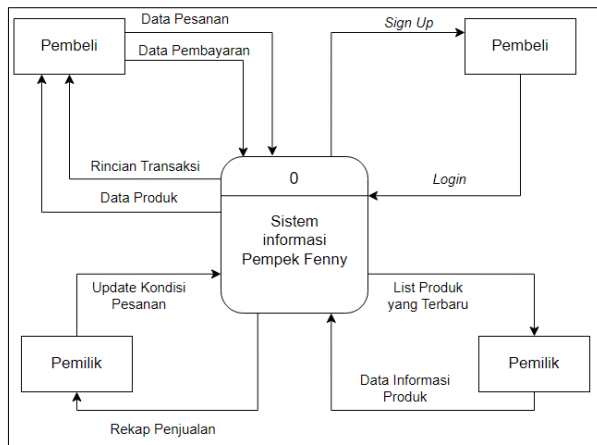 Data Pesanan
Sign Up
Pembeli
Data Pembayaran
Pembeli
Rincian Transaksi
Data Produk
0
Login
Sistem
informasi
Pempek Fenny
Update Kondisi
Pesanan
List Produk
yang Terbaru
Pemilik
Pemilik
Data Informasi
Produk
Rekap Penjualan